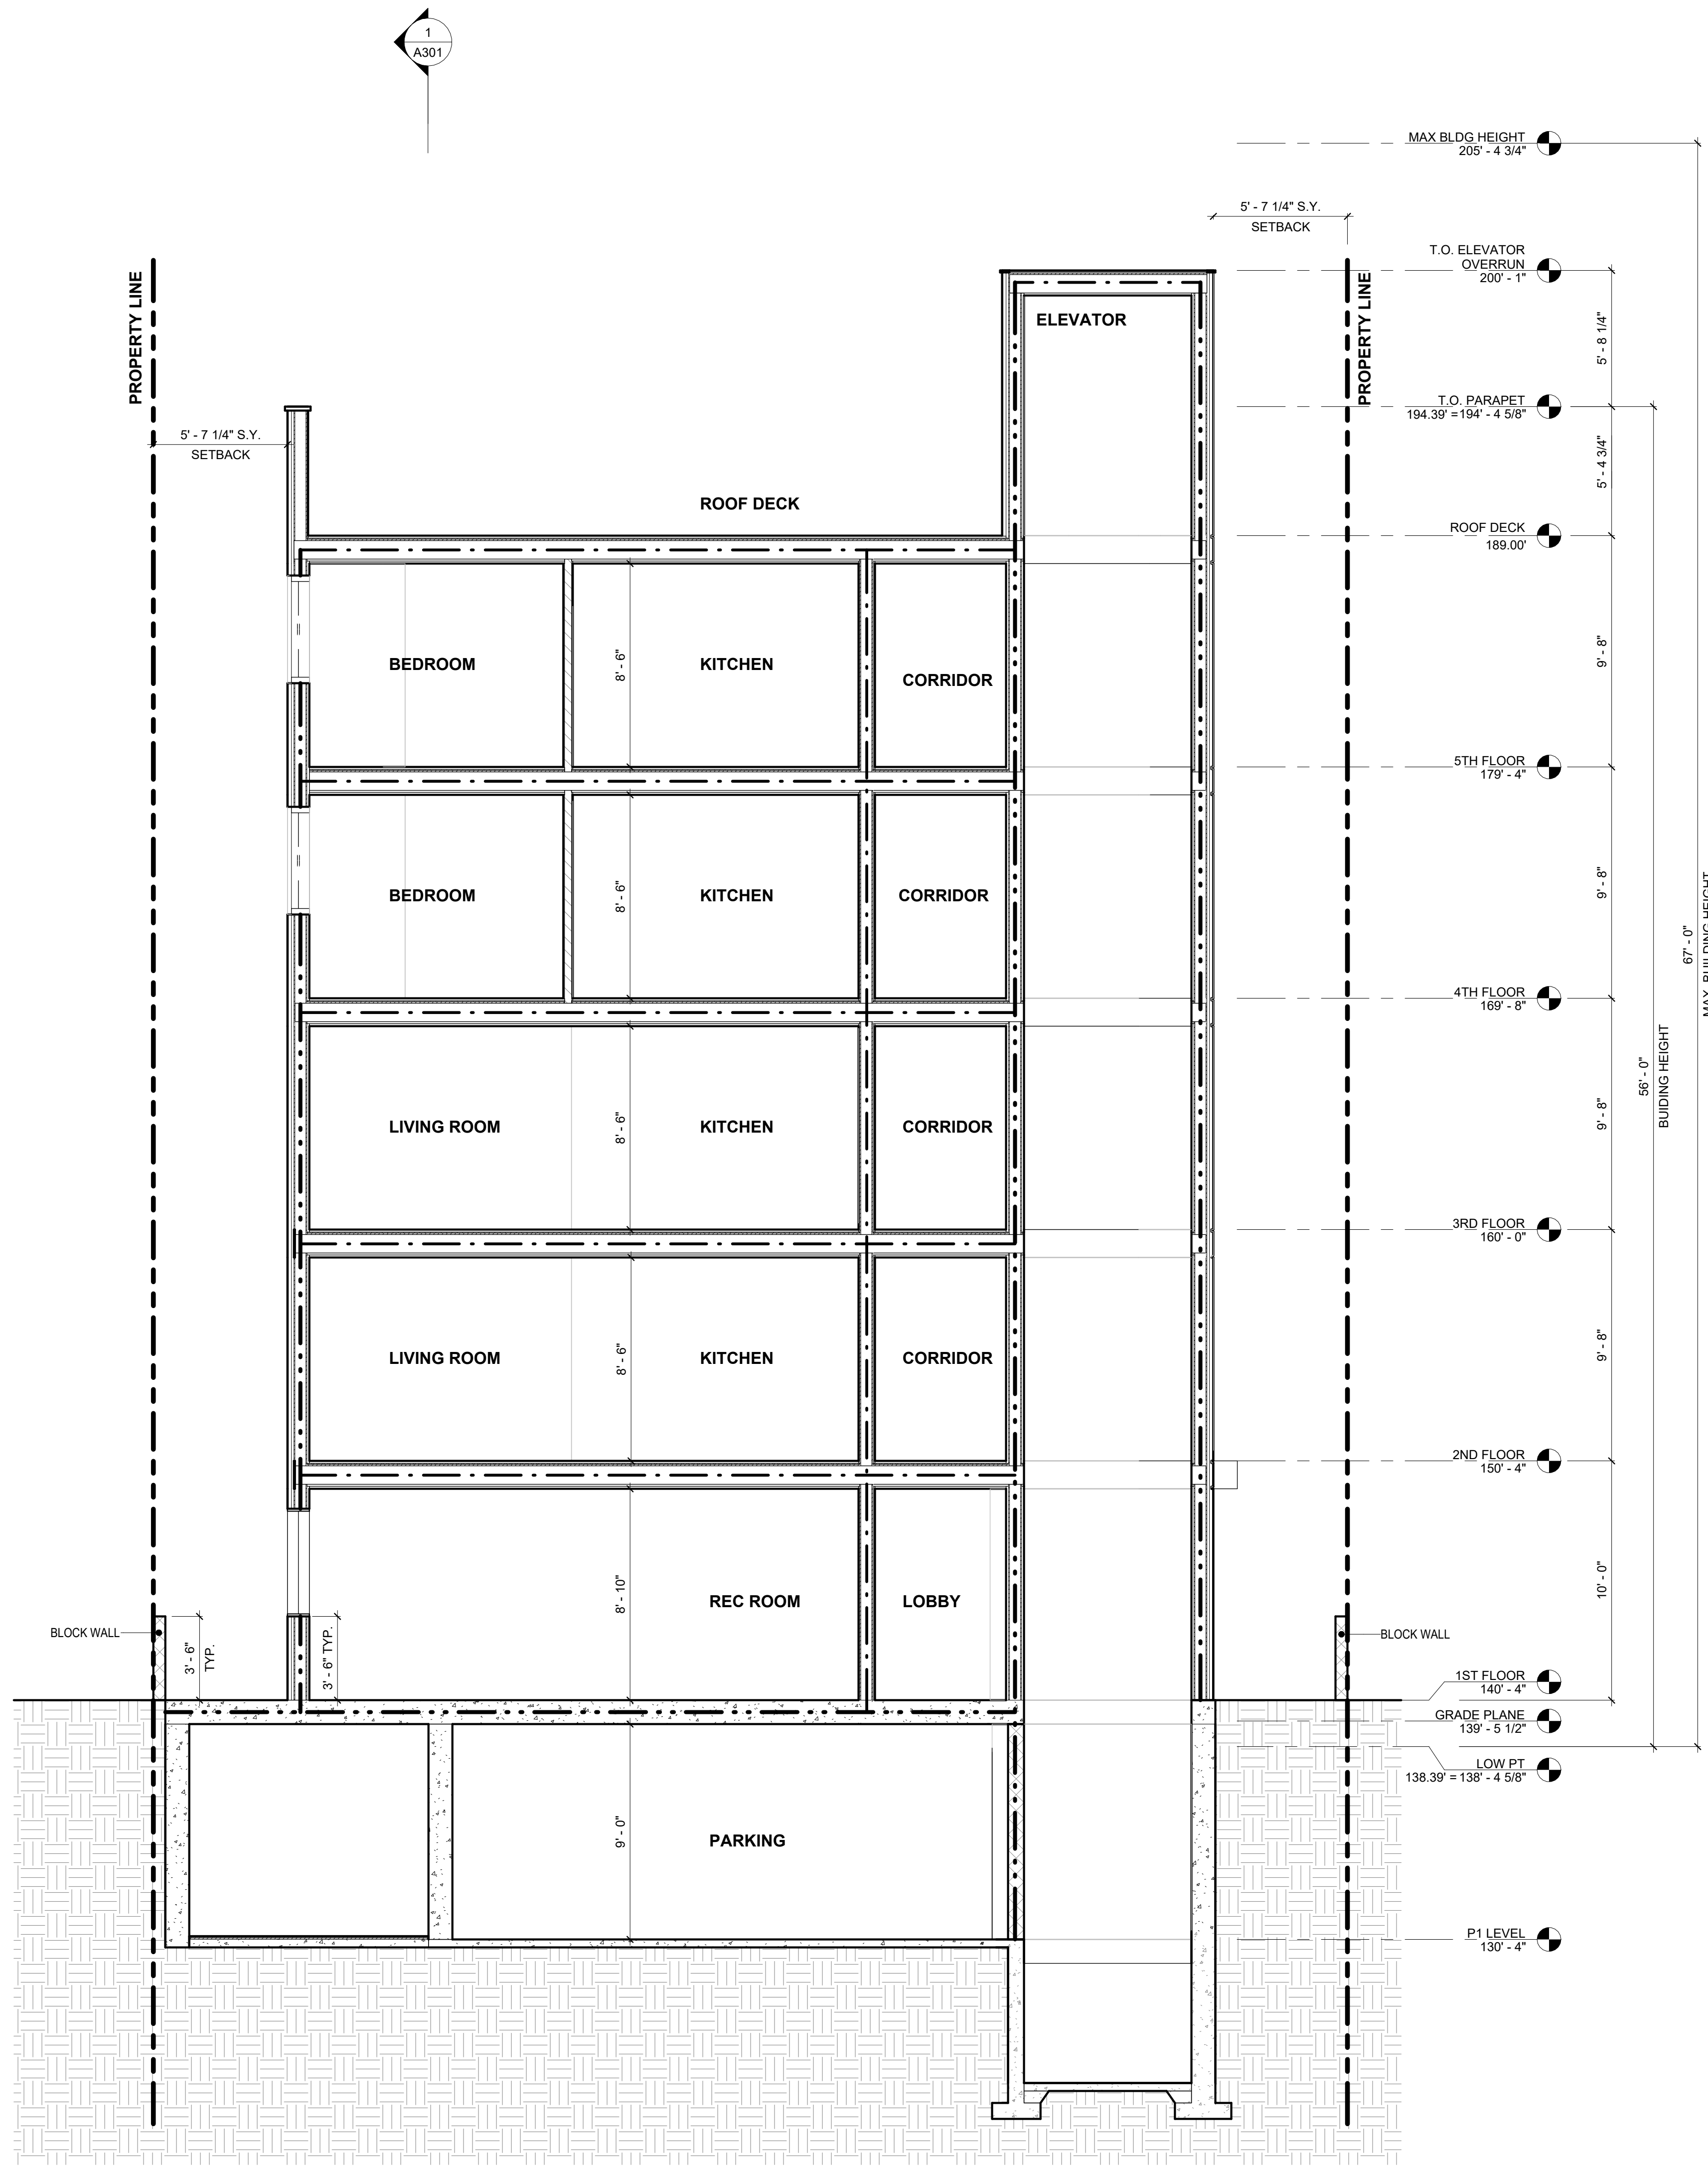 1
A301
MAX BLDG HEIGHT
205' - 4 3/4"
5' - 7 1/4" S.Y.
SETBACK
T.O. ELEVATOR
OVERRUN
200' - 1"
PROPERTY LINE
PROPERTY LINE
ELEVATOR
5' - 8 1/4"
T.O. PARAPET
194.39' = 194' - 4 5/8"
5' - 7 1/4" S.Y.
SETBACK
5' - 4 3/4"
ROOF DECK
ROOF DECK
189.00'
BEDROOM
8' - 6"
KITCHEN
CORRIDOR
9' - 8"
5TH FLOOR
179' - 4"
BEDROOM
8' - 6"
KITCHEN
CORRIDOR
9' - 8"
67' - 0"
MAX. BUILDING HEIGHT
4TH FLOOR
169' - 8"
56' - 0"
BUIDING HEIGHT
LIVING ROOM
8' - 6"
KITCHEN
CORRIDOR
9' - 8"
3RD FLOOR
160' - 0"
LIVING ROOM
8' - 6"
KITCHEN
CORRIDOR
9' - 8"
2ND FLOOR
150' - 4"
8' - 10"
REC ROOM
LOBBY
10' - 0"
BLOCK WALL
3' - 6"
TYP.
3' - 6" TYP.
BLOCK WALL
1ST FLOOR
140' - 4"
GRADE PLANE
139' - 5 1/2"
LOW PT
138.39' = 138' - 4 5/8"
9' - 0"
PARKING
P1 LEVEL
130' - 4"